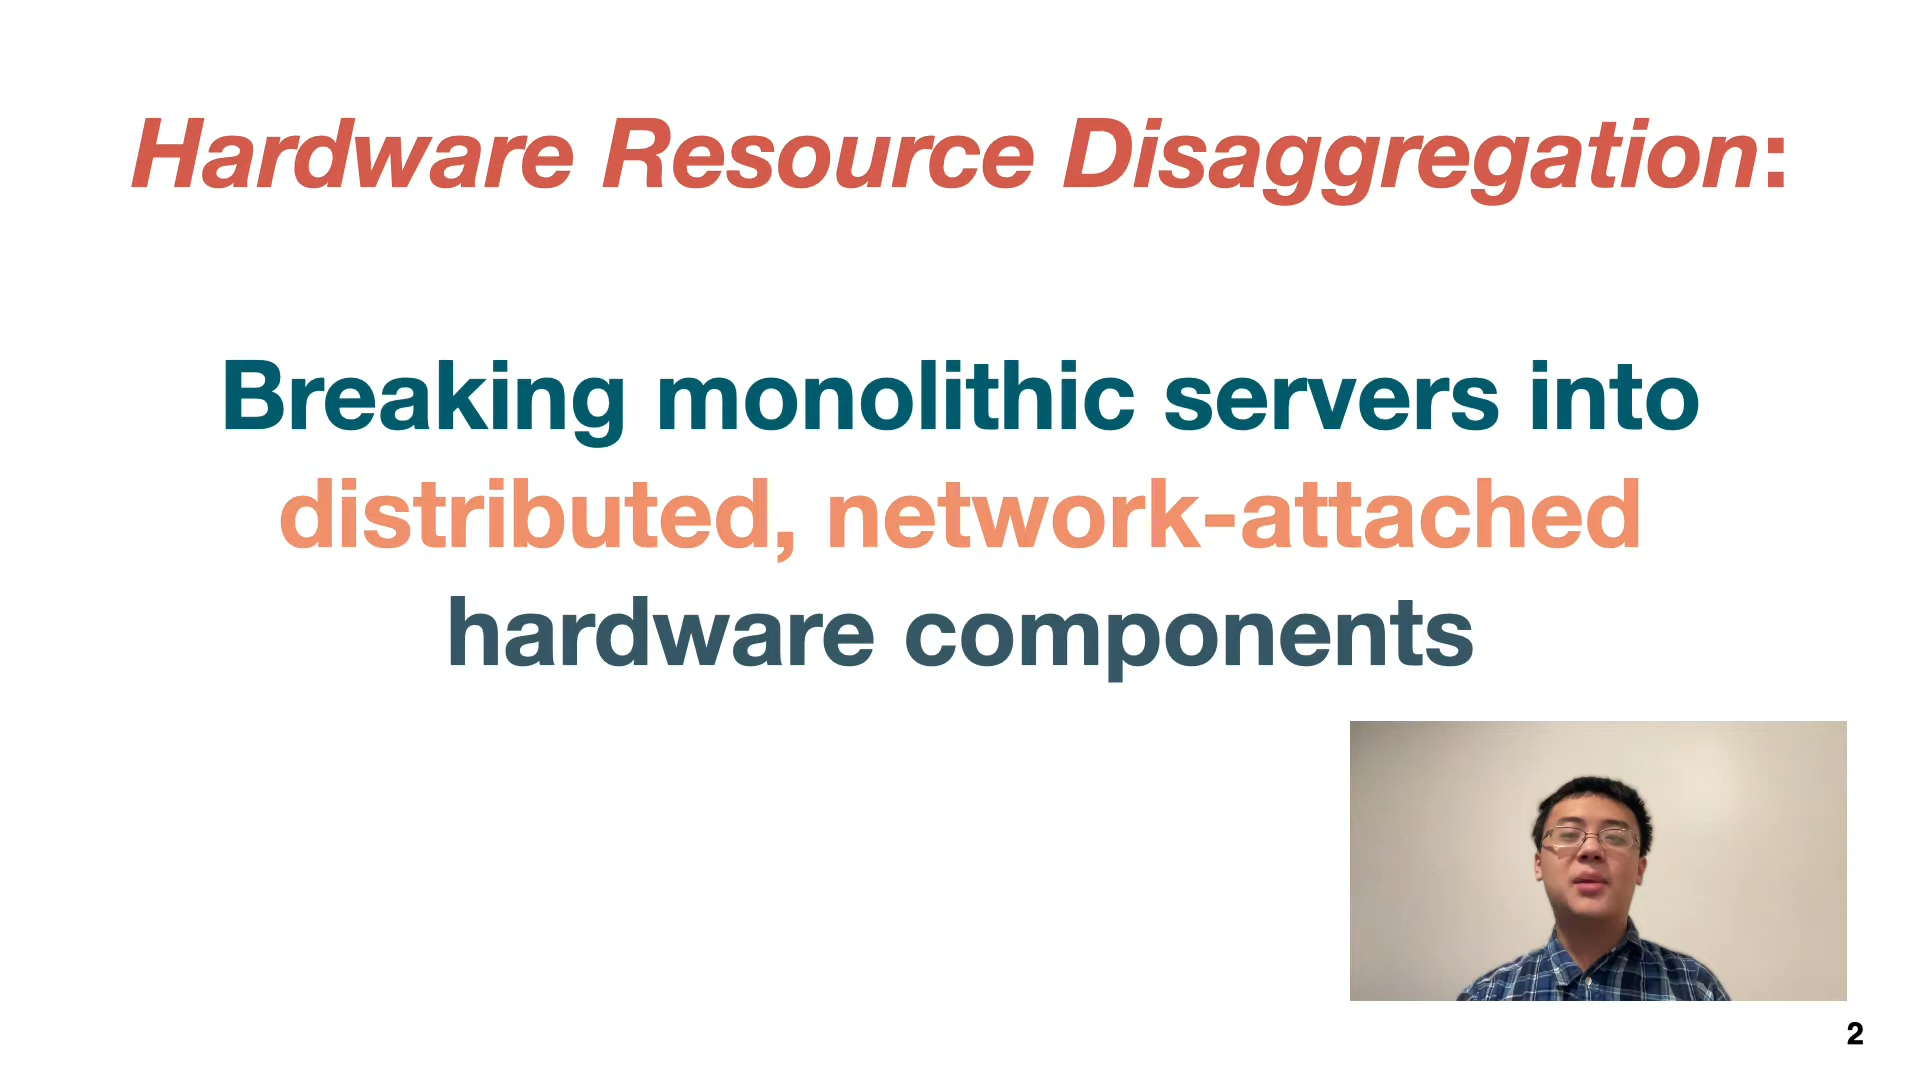 Hardware Resource Disaggregation:
Breaking monolithic servers into
distributed, network-attached
hardware components
2